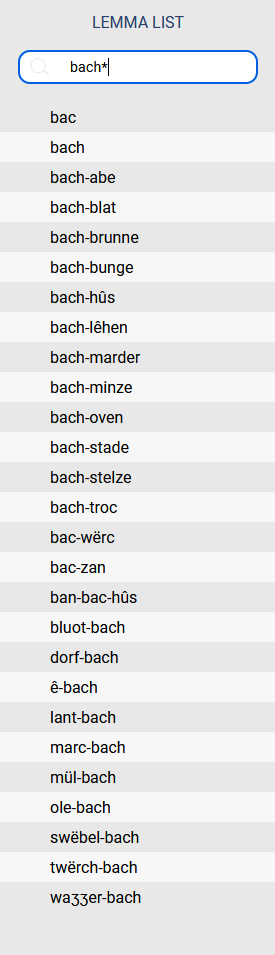 LEMMA LIST
bach*
bac
bach
bach-abe
bach-blat
bach-brunne
bach-bunge
bach-hûs
bach-lêhen
bach-marder
bach-minze
bach-oven
bach-stade
bach-stelze
bach-troc
bac-wërc
bac-zan
ban-bac-hûs
bluot-bach
dorf-bach
ê-bach
lant-bach
marc-bach
mül-bach
ole-bach
swëbel-bach
twërch-bach
waʒʒer-bach